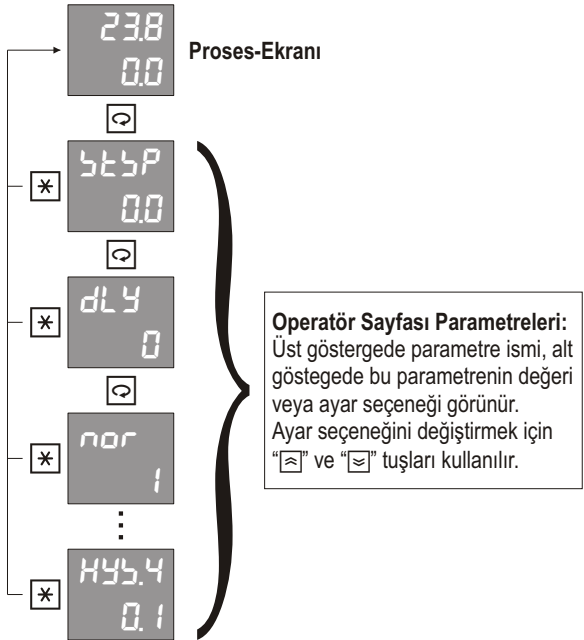 23.8
0.0
Proses-Ekranı
StSP
0.0
dLY
0
nor
1
HYS.4
0.1
Operatör Sayfası Parametreleri:
Üst göstergede parametre ismi, alt
göstegede bu parametrenin değeri
veya ayar seçeneği görünür.
Ayar seçeneğini değiştirmek için
“” ve “” tuşları kullanılır.